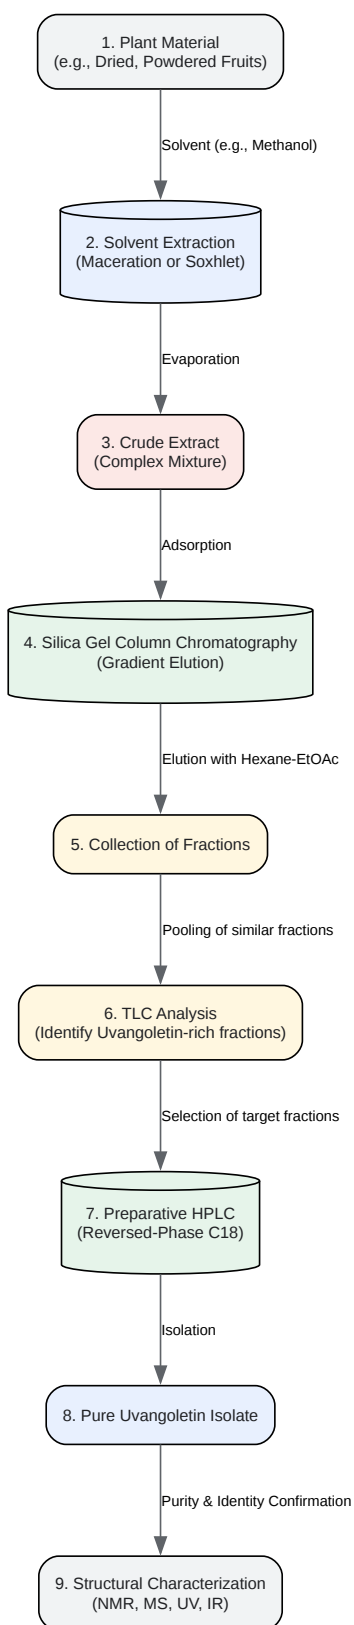 1. Plant Material
(e.g., Dried, Powdered Fruits)
Solvent (e.g., Methanol)
2. Solvent Extraction
(Maceration or Soxhlet)
Evaporation
3. Crude Extract
(Complex Mixture)
Adsorption
4. Silica Gel Column Chromatography
(Gradient Elution)
Elution with Hexane-EtOAc
5. Collection of Fractions
Pooling of similar fractions
6. TLC Analysis
(Identify Uvangoletin-rich fractions)
Selection of target fractions
7. Preparative HPLC
(Reversed-Phase C18)
Isolation
8. Pure Uvangoletin Isolate
Purity & Identity Confirmation
9. Structural Characterization
(NMR, MS, UV, IR)